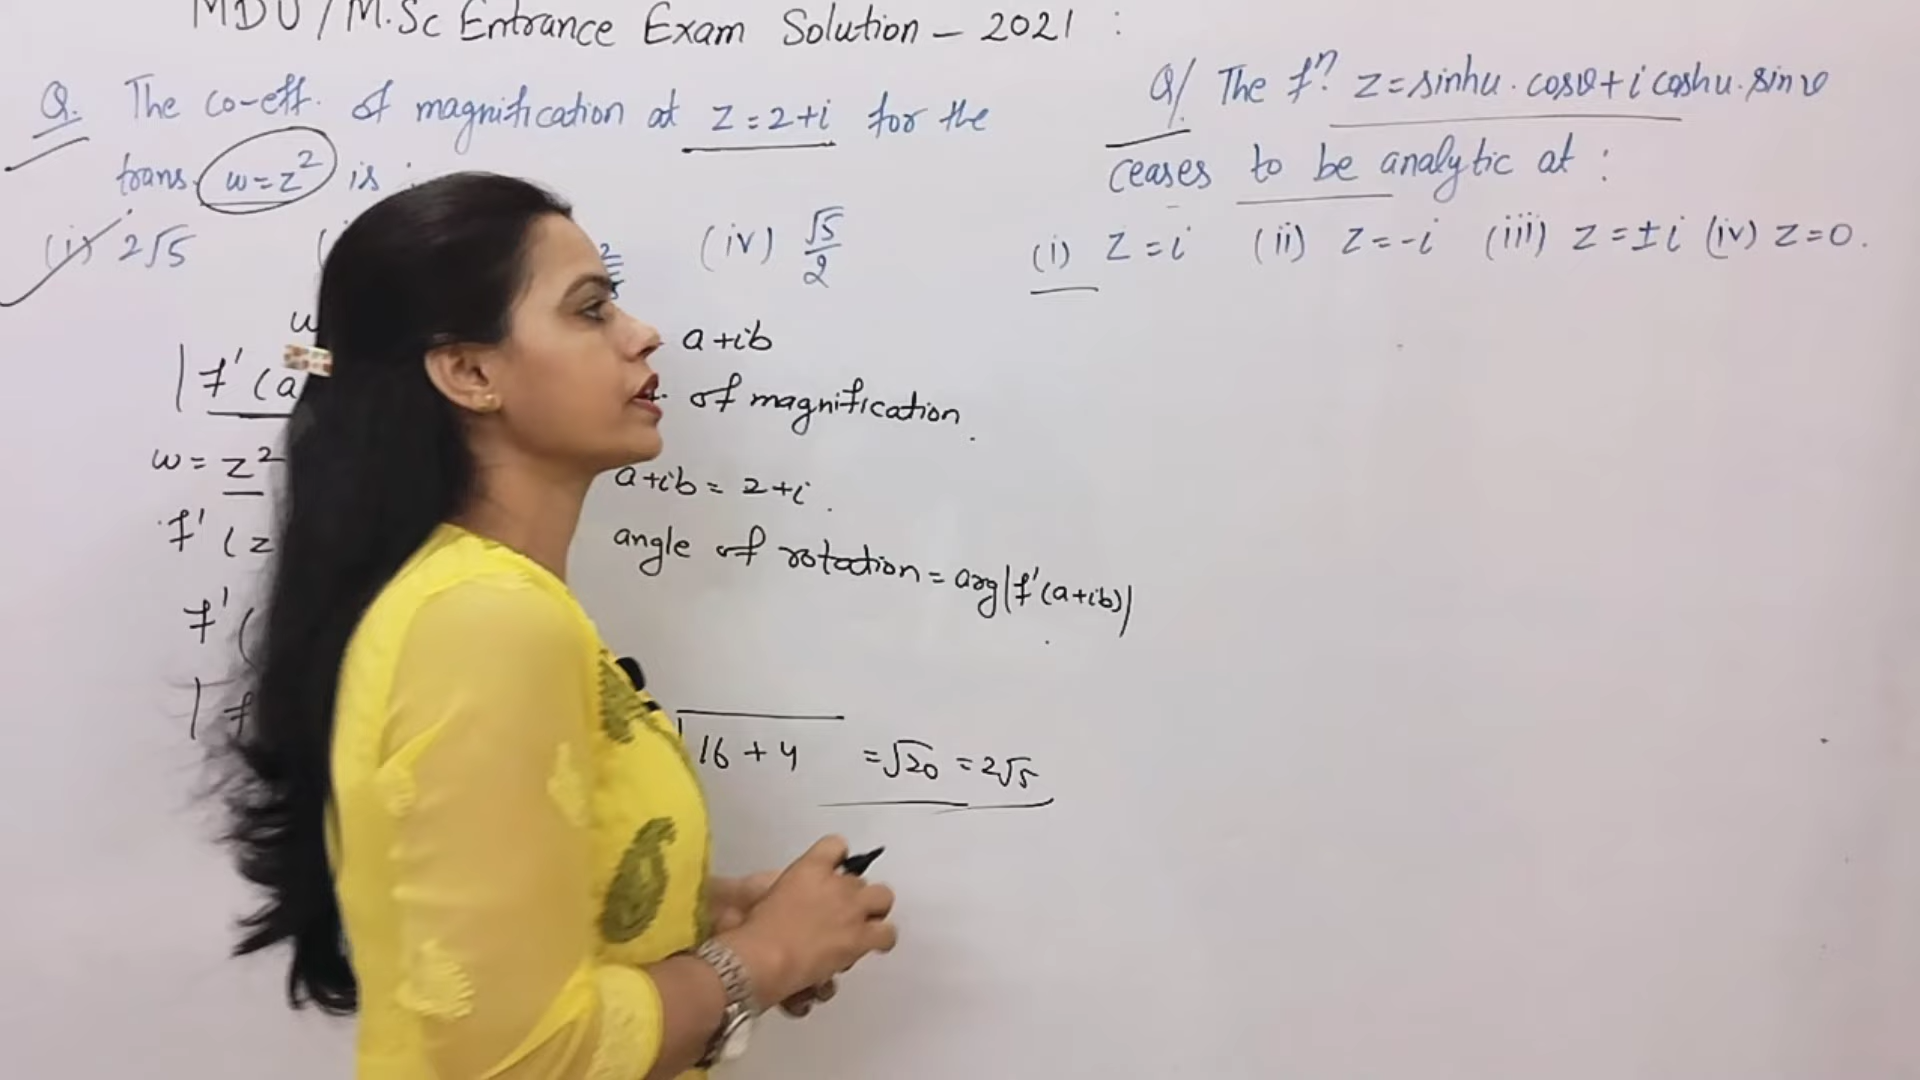 MDU / M.Sc Entrance Exam Solution – 2021 :
Q. The co-eff. of magnification at z = 2+i for the
trans. w = z² is :
(i) 2√5 (iv) √5/2
a+ib
|f'(a of magnification.
w = z² a+ib = 2+i.
f'(z angle of rotation = arg|f'(a+ib)|
f'(
|f
16 + 4 = √20 = 2√5
Q/ The fⁿ. z = sinhu · cosv + i coshu · sinv
ceases to be analytic at :
(i) z = i (ii) z = -i (iii) z = ±i (iv) z = 0.